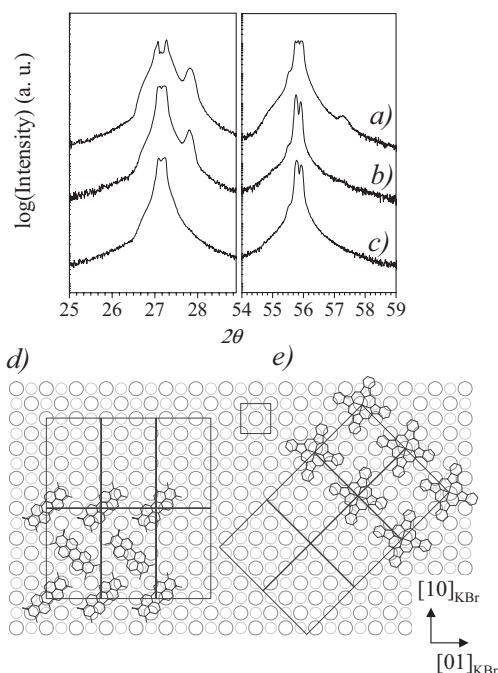 log(Intensity) (a. u.)
a)
b)
c)
25 26 27 28 54 55 56 57 58 59
2θ
d) e)
[10]KBr
[01]KBr